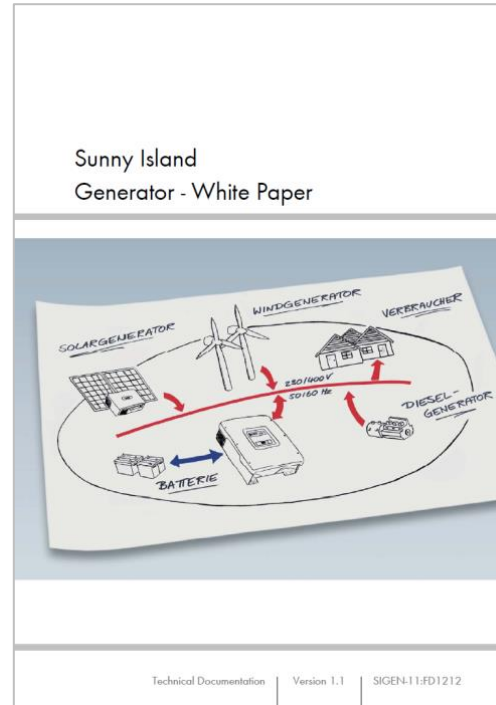 Sunny Island
Generator - White Paper
SOLARGENERATOR
WINDGENERATOR
VERBRAUCHER
230/400 V
50/60 Hz
DIESEL-
GENERATOR
BATTERIE
Technical Documentation | Version 1.1 | SIGEN-11:FD1212